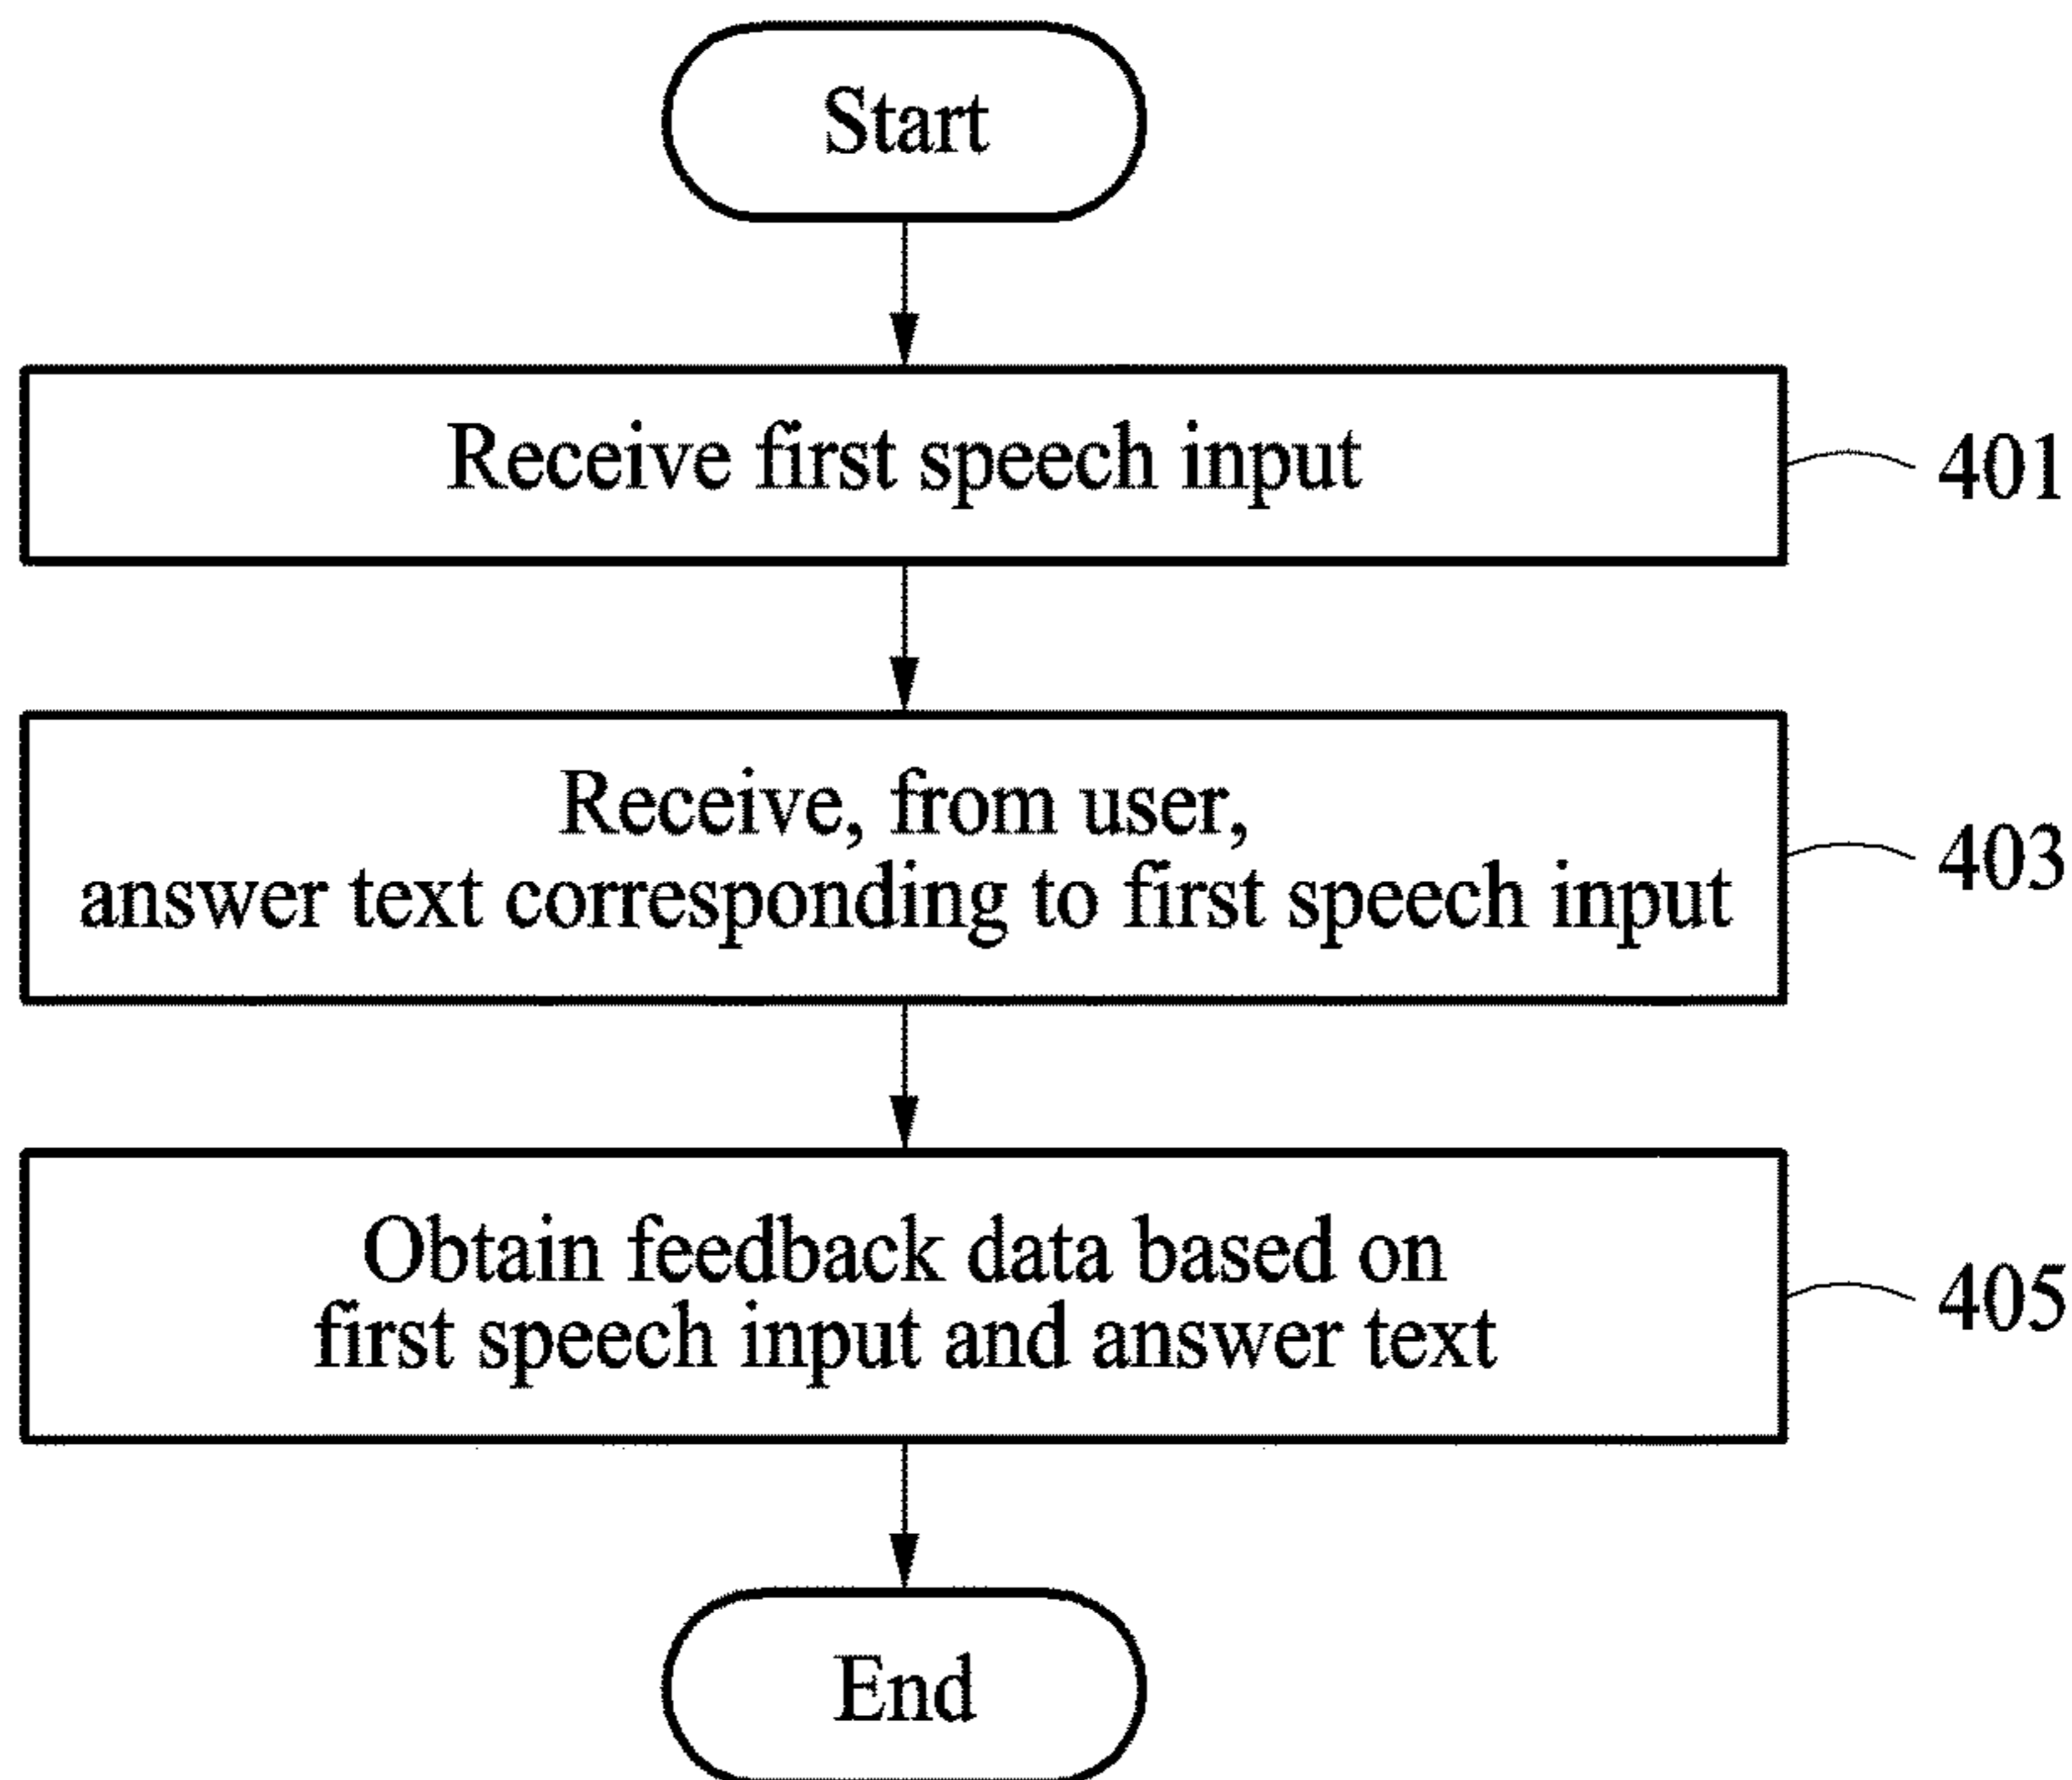 Start
Receive first speech input
401
Receive, from user,
answer text corresponding to first speech input
403
Obtain feedback data based on
first speech input and answer text
405
End